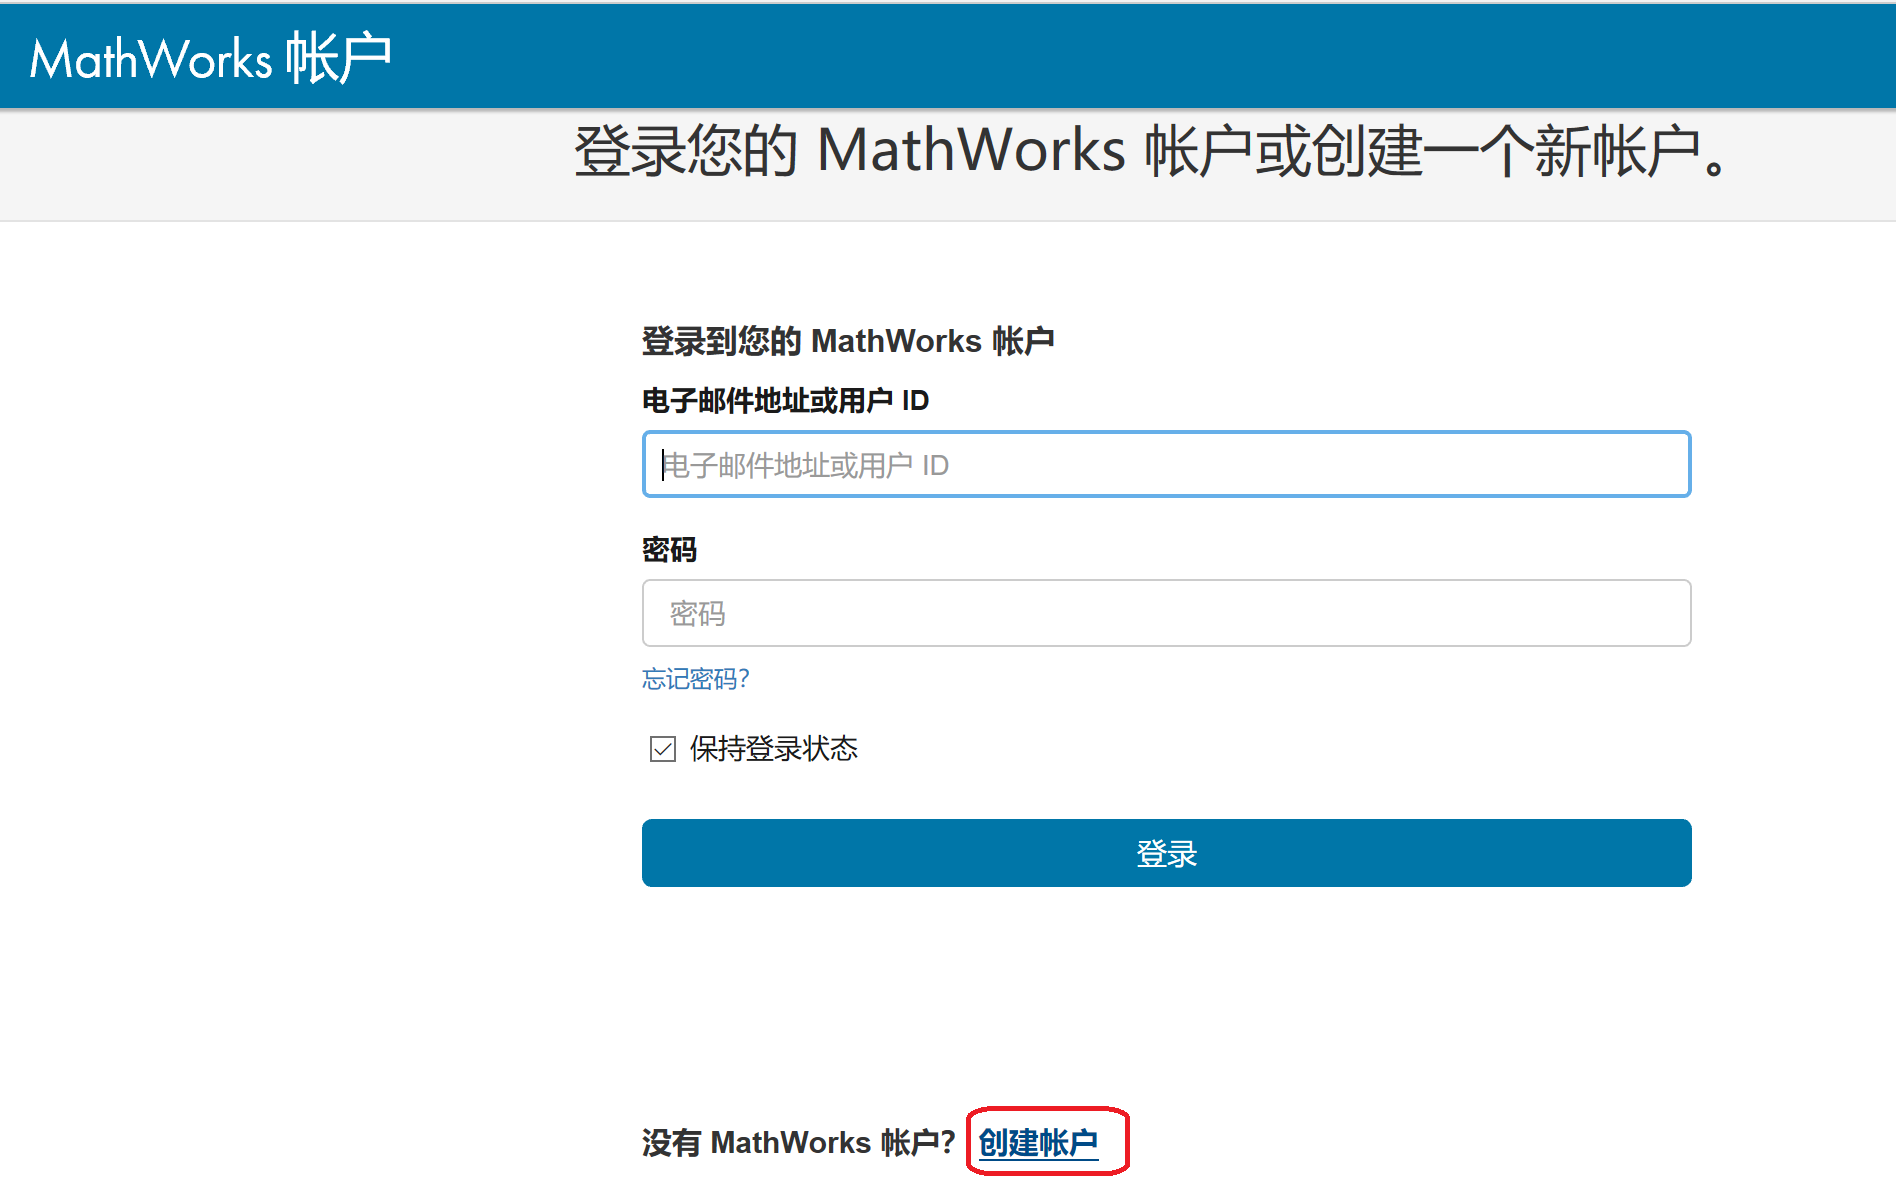 MathWorks 帐户
登录您的 MathWorks 帐户或创建一个新帐户。
登录到您的 MathWorks 帐户
电子邮件地址或用户 ID
电子邮件地址或用户 ID
密码
密码
忘记密码？
保持登录状态
登录
没有 MathWorks 帐户？ 创建帐户